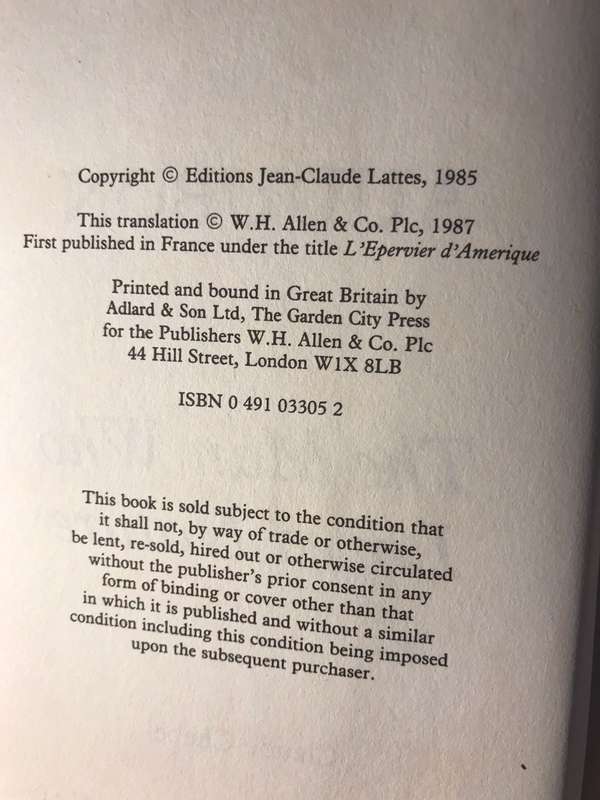 Copyright © Editions Jean-Claude Lattes, 1985
This translation © W.H. Allen & Co. Plc, 1987
First published in France under the title L'Epervier d'Amerique
Printed and bound in Great Britain by
Adlard & Son Ltd, The Garden City Press
for the Publishers W.H. Allen & Co. Plc
44 Hill Street, London W1X 8LB
ISBN 0 491 03305 2
This book is sold subject to the condition that
it shall not, by way of trade or otherwise,
be lent, re-sold, hired out or otherwise circulated
without the publisher's prior consent in any
form of binding or cover other than that
in which it is published and without a similar
condition including this condition being imposed
upon the subsequent purchaser.